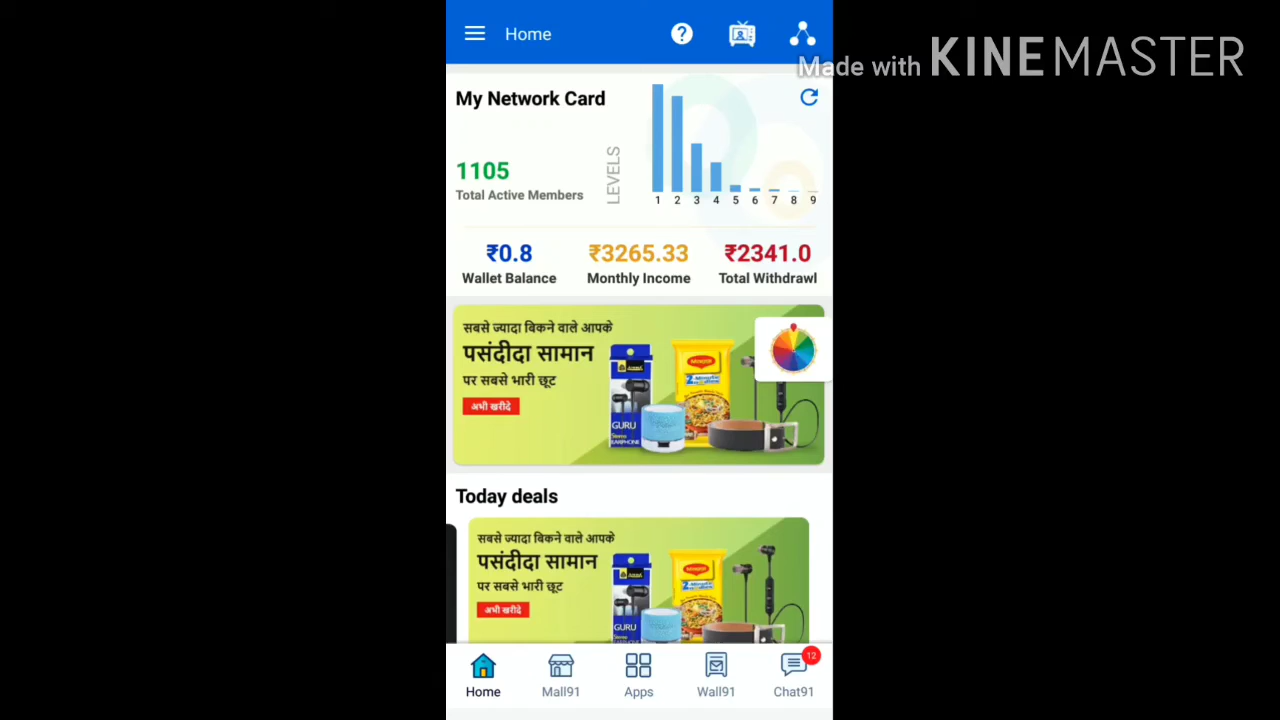 Home
Made with KINEMASTER
My Network Card
1105
Total Active Members
LEVELS
1 2 3 4 5 6 7 8 9
₹0.8 ₹3265.33 ₹2341.0
Wallet Balance Monthly Income Total Withdrawl
सबसे ज्यादा बिकने वाले आपके
पसंदीदा सामान
पर सबसे भारी छूट
अभी खरीदे
GURU
EARPHONE
Today deals
सबसे ज्यादा बिकने वाले आपके
पसंदीदा सामान
पर सबसे भारी छूट
अभी खरीदे
GURU
12
Home Mall91 Apps Wall91 Chat91